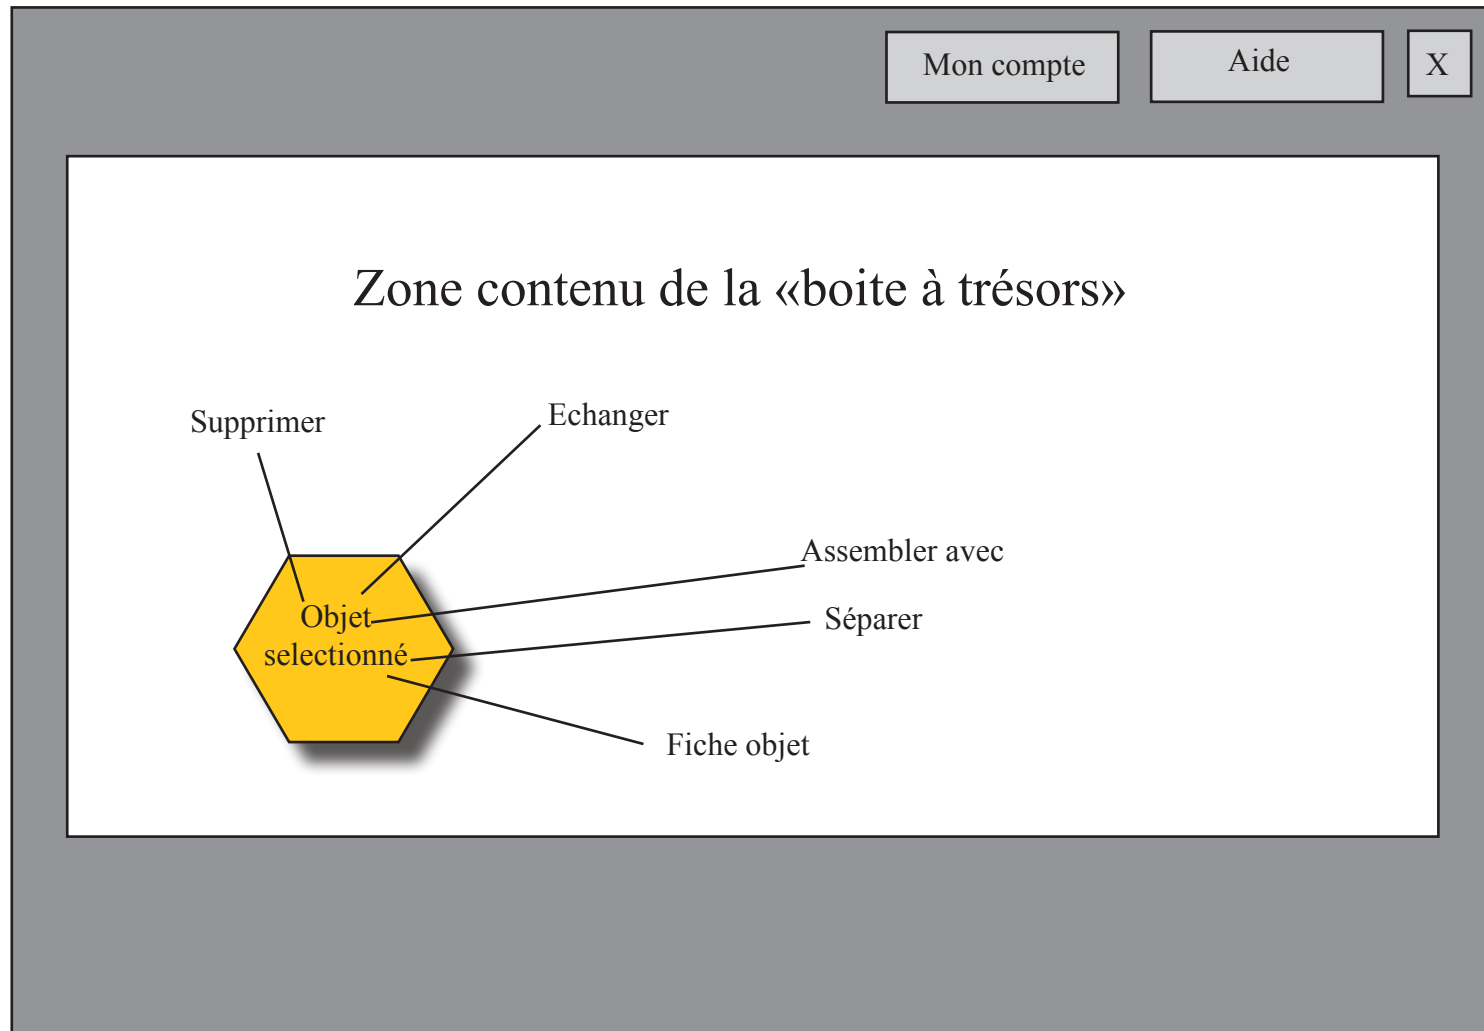 Mon compte
Aide
X
Zone contenu de la «boite à trésors»
Supprimer
Echanger
Assembler avec
Séparer
Objet
selectionné
Fiche objet